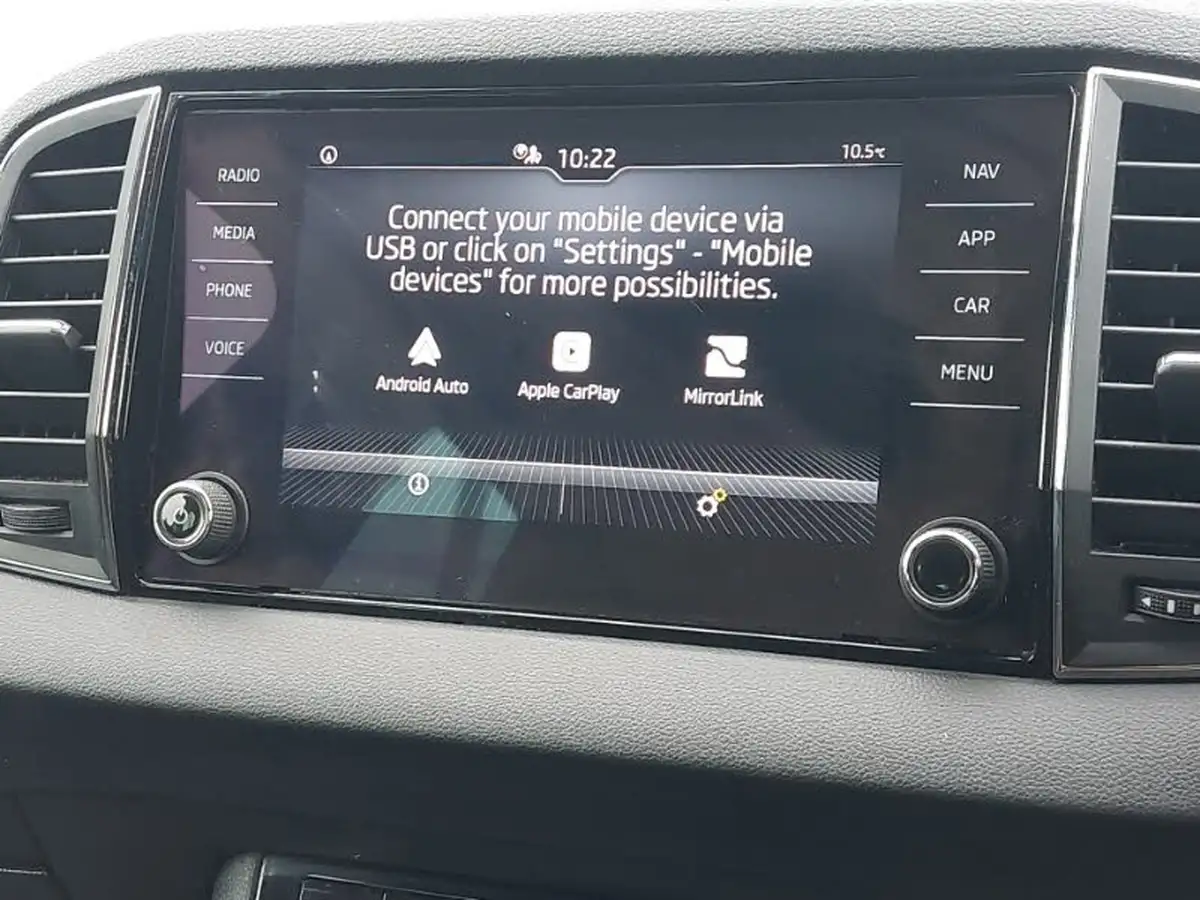 10:22
10.5°C
RADIO
MEDIA
PHONE
VOICE
Connect your mobile device via
USB or click on "Settings" - "Mobile
devices" for more possibilities.
Android Auto
Apple CarPlay
MirrorLink
NAV
APP
CAR
MENU